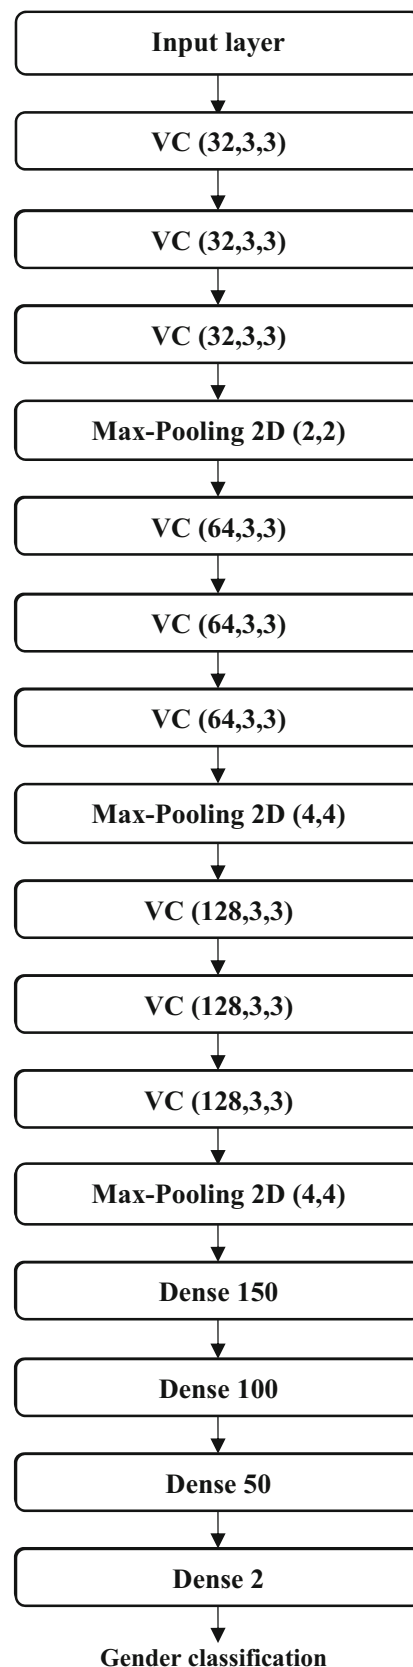 Input layer
VC (32,3,3)
VC (32,3,3)
VC (32,3,3)
Max-Pooling 2D (2,2)
VC (64,3,3)
VC (64,3,3)
VC (64,3,3)
Max-Pooling 2D (4,4)
VC (128,3,3)
VC (128,3,3)
VC (128,3,3)
Max-Pooling 2D (4,4)
Dense 150
Dense 100
Dense 50
Dense 2
Gender classification